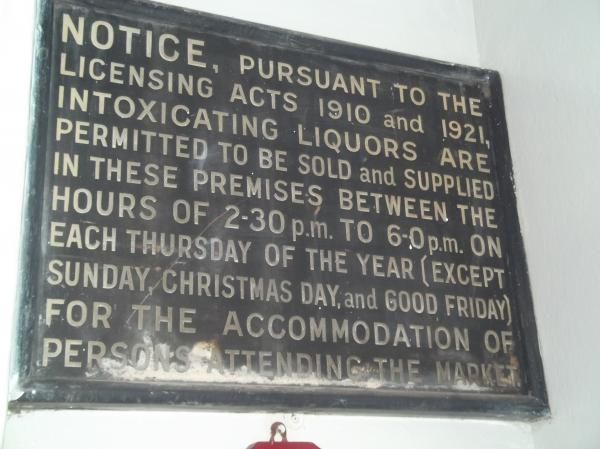 NOTICE, PURSUANT TO THE
LICENSING ACTS 1910 and 1921,
INTOXICATING LIQUORS ARE
PERMITTED TO BE SOLD and SUPPLIED
IN THESE PREMISES BETWEEN THE
HOURS OF 2-30 p.m. TO 6-0 p.m. ON
EACH THURSDAY OF THE YEAR (EXCEPT
SUNDAY, CHRISTMAS DAY, and GOOD FRIDAY)
FOR THE ACCOMMODATION OF
PERSONS ATTENDING THE MARKET